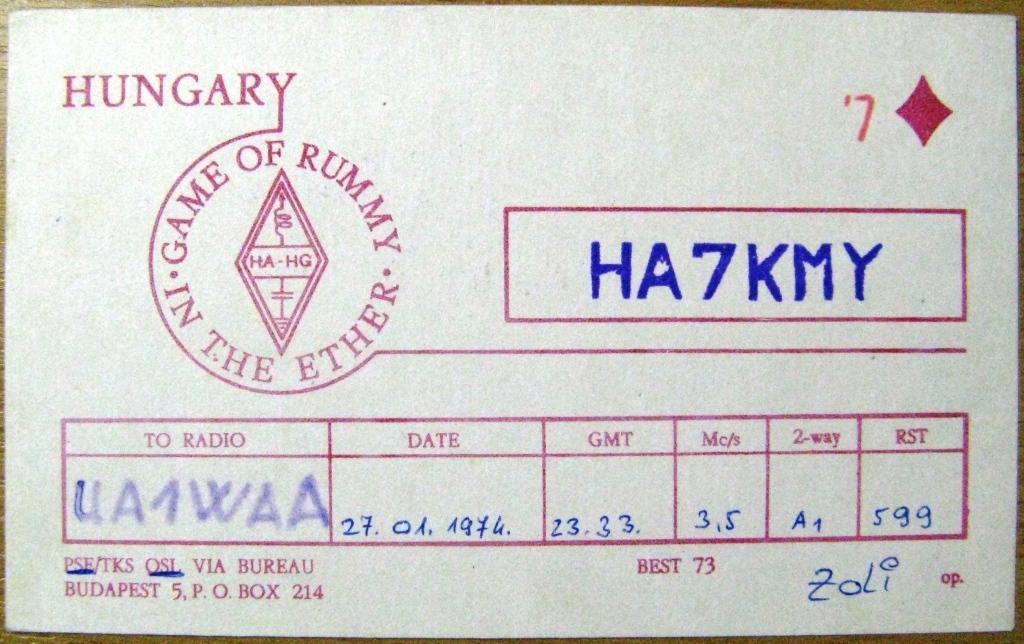 HUNGARY
'7
GAME OF RUMMY
· IN THE ETHER ·
HA-HG
HA7KMY
TO RADIO DATE GMT Mc/s 2-way RST
UA1WAA 27. 01. 1974. 23.33. 3,5 A1 599
PSE/TKS QSL VIA BUREAU BEST 73
BUDAPEST 5, P. O. BOX 214 Zoli op.